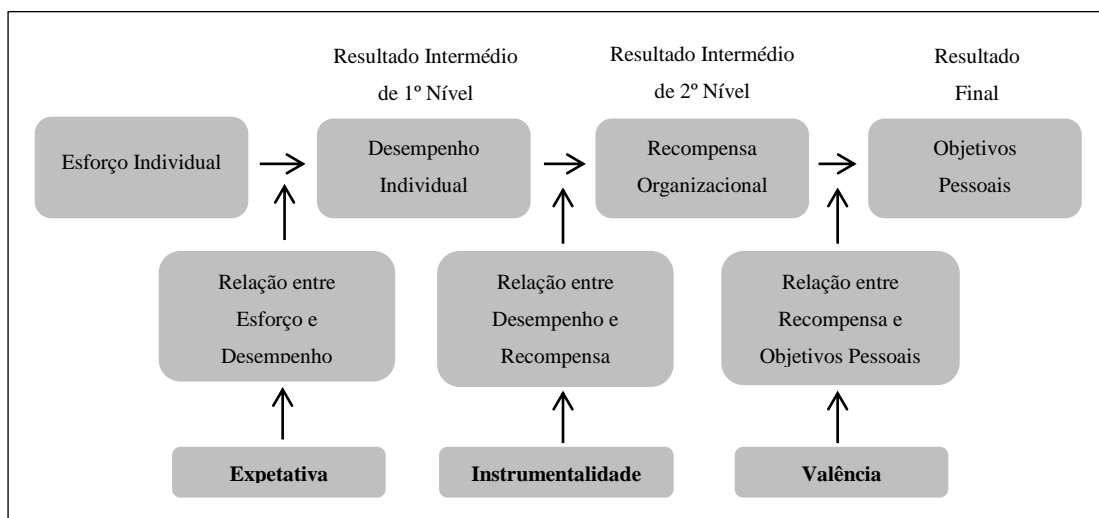 Resultado Intermédio
de 1º Nível
Resultado Intermédio
de 2º Nível
Resultado
Final
Esforço Individual
Desempenho
Individual
Recompensa
Organizacional
Objetivos
Pessoais
Relação entre
Esforço e
Desempenho
Relação entre
Desempenho e
Recompensa
Relação entre
Recompensa e
Objetivos Pessoais
Expetativa
Instrumentalidade
Valência